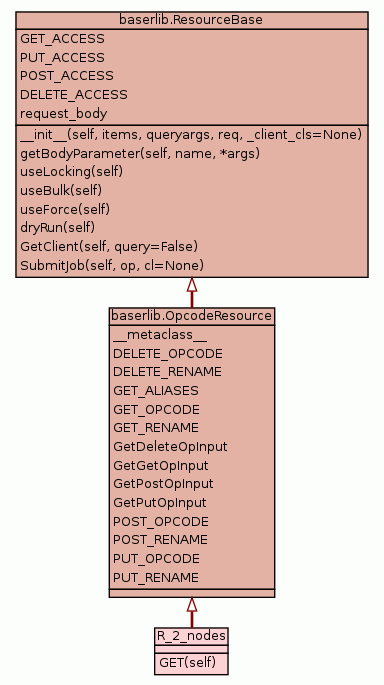 baserlib.ResourceBase
GET_ACCESS
PUT_ACCESS
POST_ACCESS
DELETE_ACCESS
request_body
__init__(self, items, queryargs, req, _client_cls=None)
getBodyParameter(self, name, *args)
useLocking(self)
useBulk(self)
useForce(self)
dryRun(self)
GetClient(self, query=False)
SubmitJob(self, op, cl=None)
baserlib.OpcodeResource
__metaclass__
DELETE_OPCODE
DELETE_RENAME
GET_ALIASES
GET_OPCODE
GET_RENAME
GetDeleteOpInput
GetGetOpInput
GetPostOpInput
GetPutOpInput
POST_OPCODE
POST_RENAME
PUT_OPCODE
PUT_RENAME
R_2_nodes
GET(self)